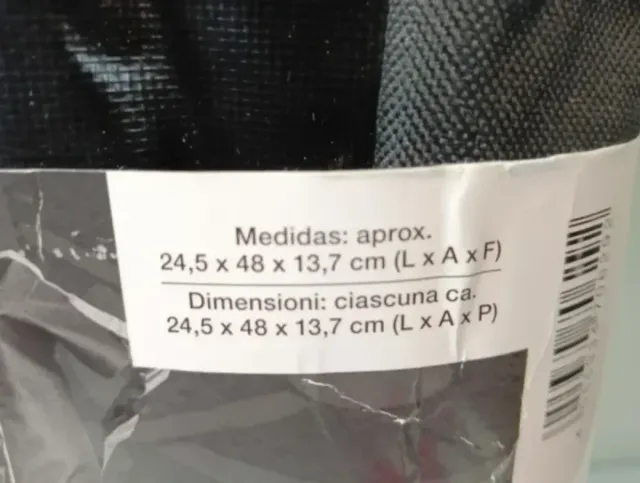 Medidas: aprox.
24,5 x 48 x 13,7 cm (L x A x F)
Dimensioni: ciascuna ca.
24,5 x 48 x 13,7 cm (L x A x P)